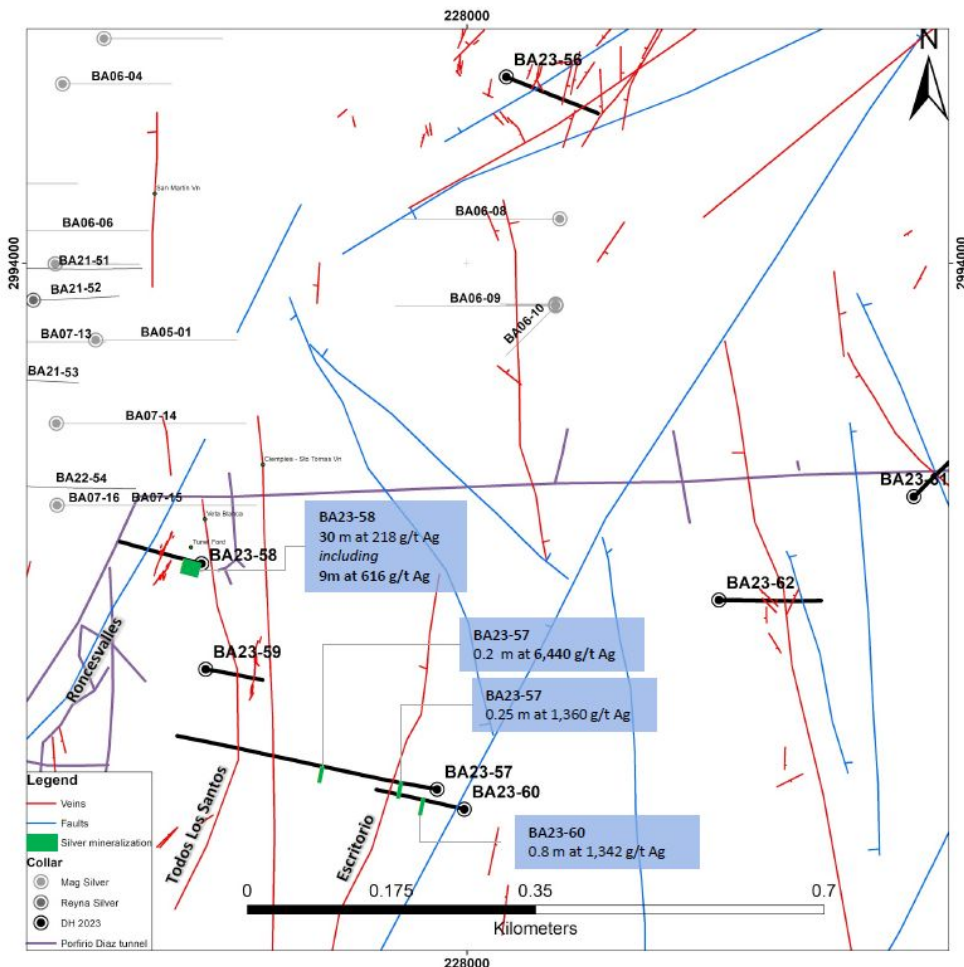 228000
N
BA23-56
BA06-04
San Martin Vn
BA06-08
BA06-06
2994000
2994000
BA21-51
BA21-52
BA06-09
BA06-10
BA07-13
BA05-01
BA21-53
BA07-14
Ciempies - Sto Tomas Vn
BA22-54
BA23-61
BA07-16
BA07-15
Veta Blanca
Tunel Ford
BA23-58
BA23-58
30 m at 218 g/t Ag
including
9m at 616 g/t Ag
BA23-62
Roncesvalles
BA23-59
BA23-57
0.2 m at 6,440 g/t Ag
BA23-57
0.25 m at 1,360 g/t Ag
BA23-57
BA23-60
Todos Los Santos
Escritorio
BA23-60
0.8 m at 1,342 g/t Ag
Legend
Veins
Faults
Silver mineralization
Collar
Mag Silver
Reyna Silver
DH 2023
Porfirio Diaz tunnel
0
0.175
0.35
0.7
Kilometers
228000